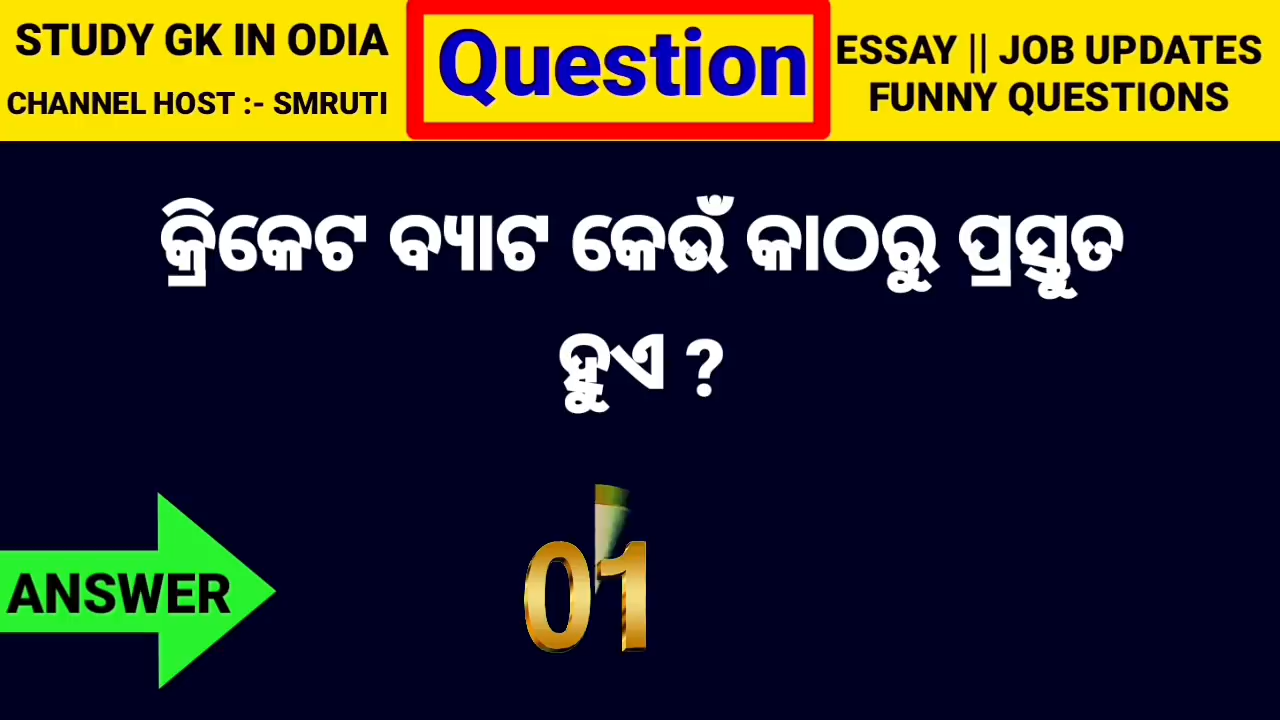 STUDY GK IN ODIA
CHANNEL HOST :- SMRUTI
Question
ESSAY || JOB UPDATES
FUNNY QUESTIONS
କ୍ରିକେଟ ବ୍ୟାଟ କେଉଁ କାଠରୁ ପ୍ରସ୍ତୁତ
ହୁଏ ?
ANSWER
01